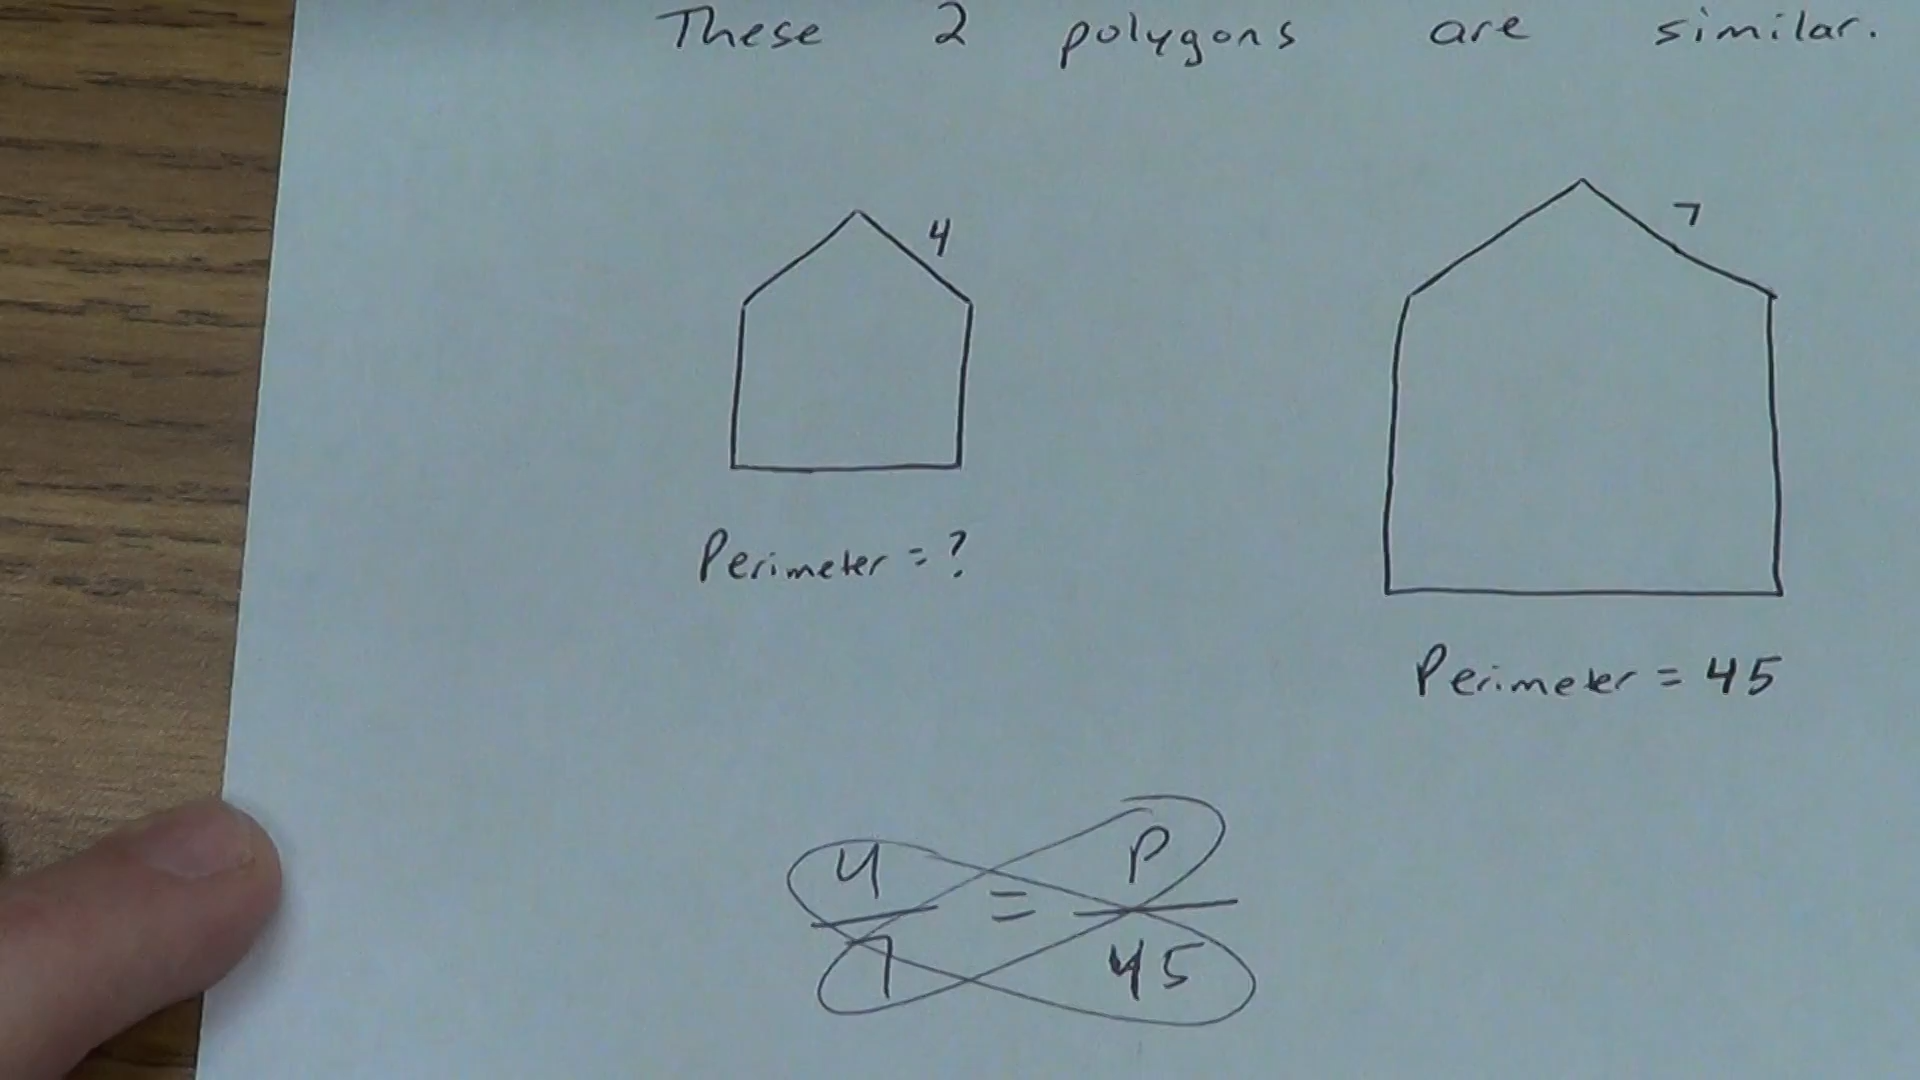 These 2 polygons are similar.
4
7
Perimeter = ?
Perimeter = 45
4 = P
7 45